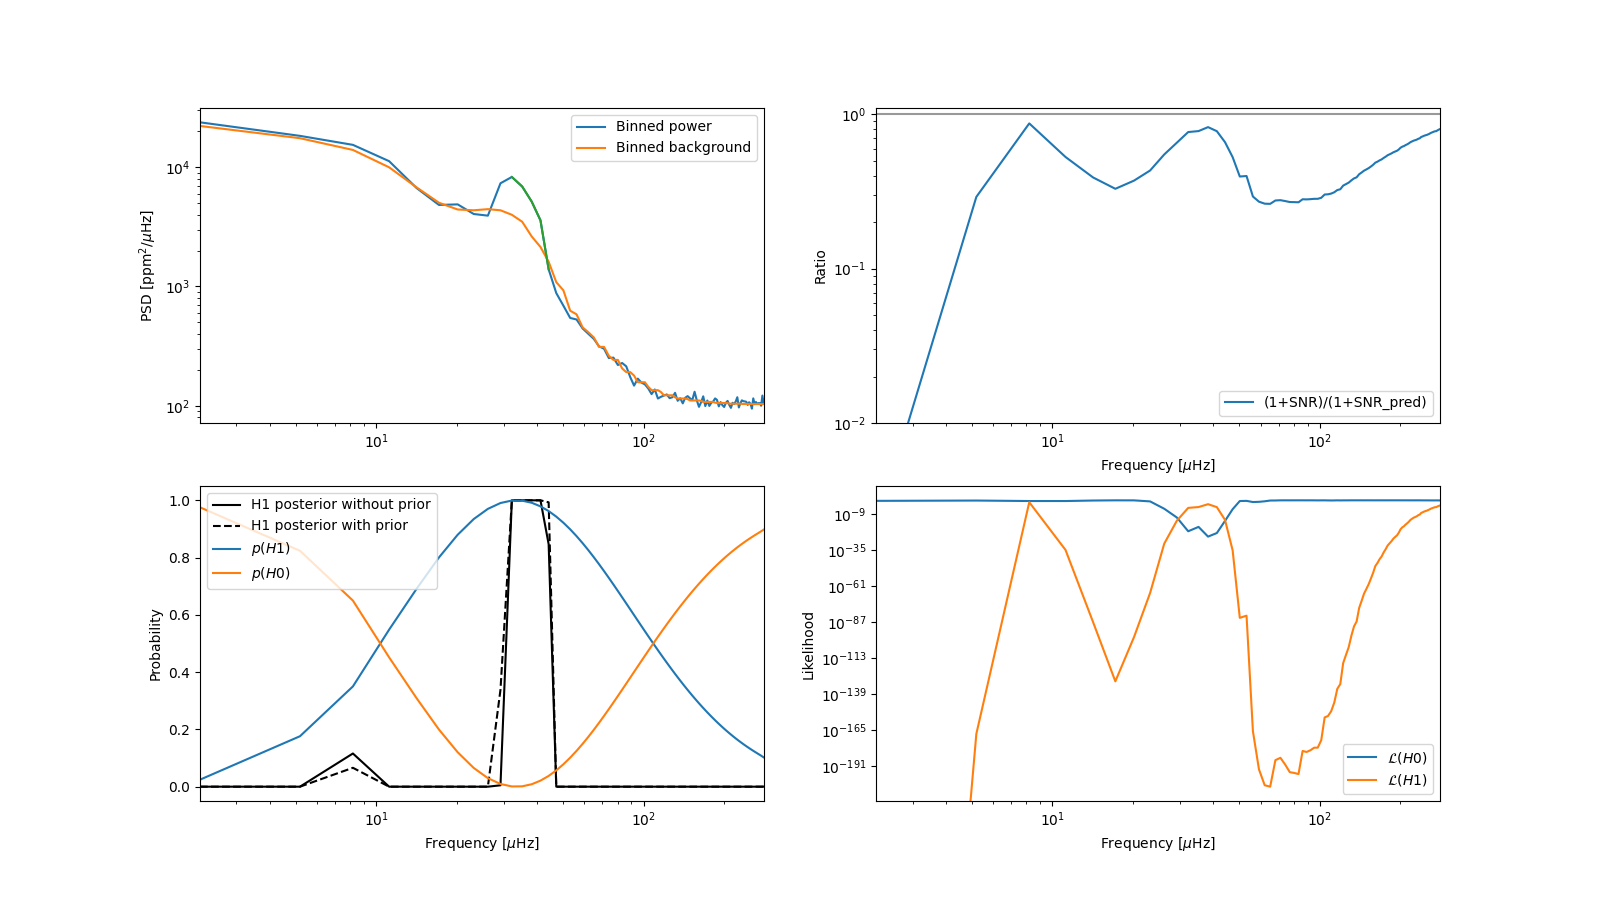 Binned power
Binned background
PSD [ppm²/μHz]
10⁴
10³
10²
10¹ 10²
(1+SNR)/(1+SNR_pred)
Ratio
10⁰
10⁻¹
10⁻²
10¹ 10²
Frequency [μHz]
H1 posterior without prior
H1 posterior with prior
p(H1)
p(H0)
Probability
1.0
0.8
0.6
0.4
0.2
0.0
10¹ 10²
Frequency [μHz]
Likelihood
10⁻⁹
10⁻³⁵
10⁻⁶¹
10⁻⁸⁷
10⁻¹¹³
10⁻¹³⁹
10⁻¹⁶⁵
10⁻¹⁹¹
ℒ(H0)
ℒ(H1)
10¹ 10²
Frequency [μHz]